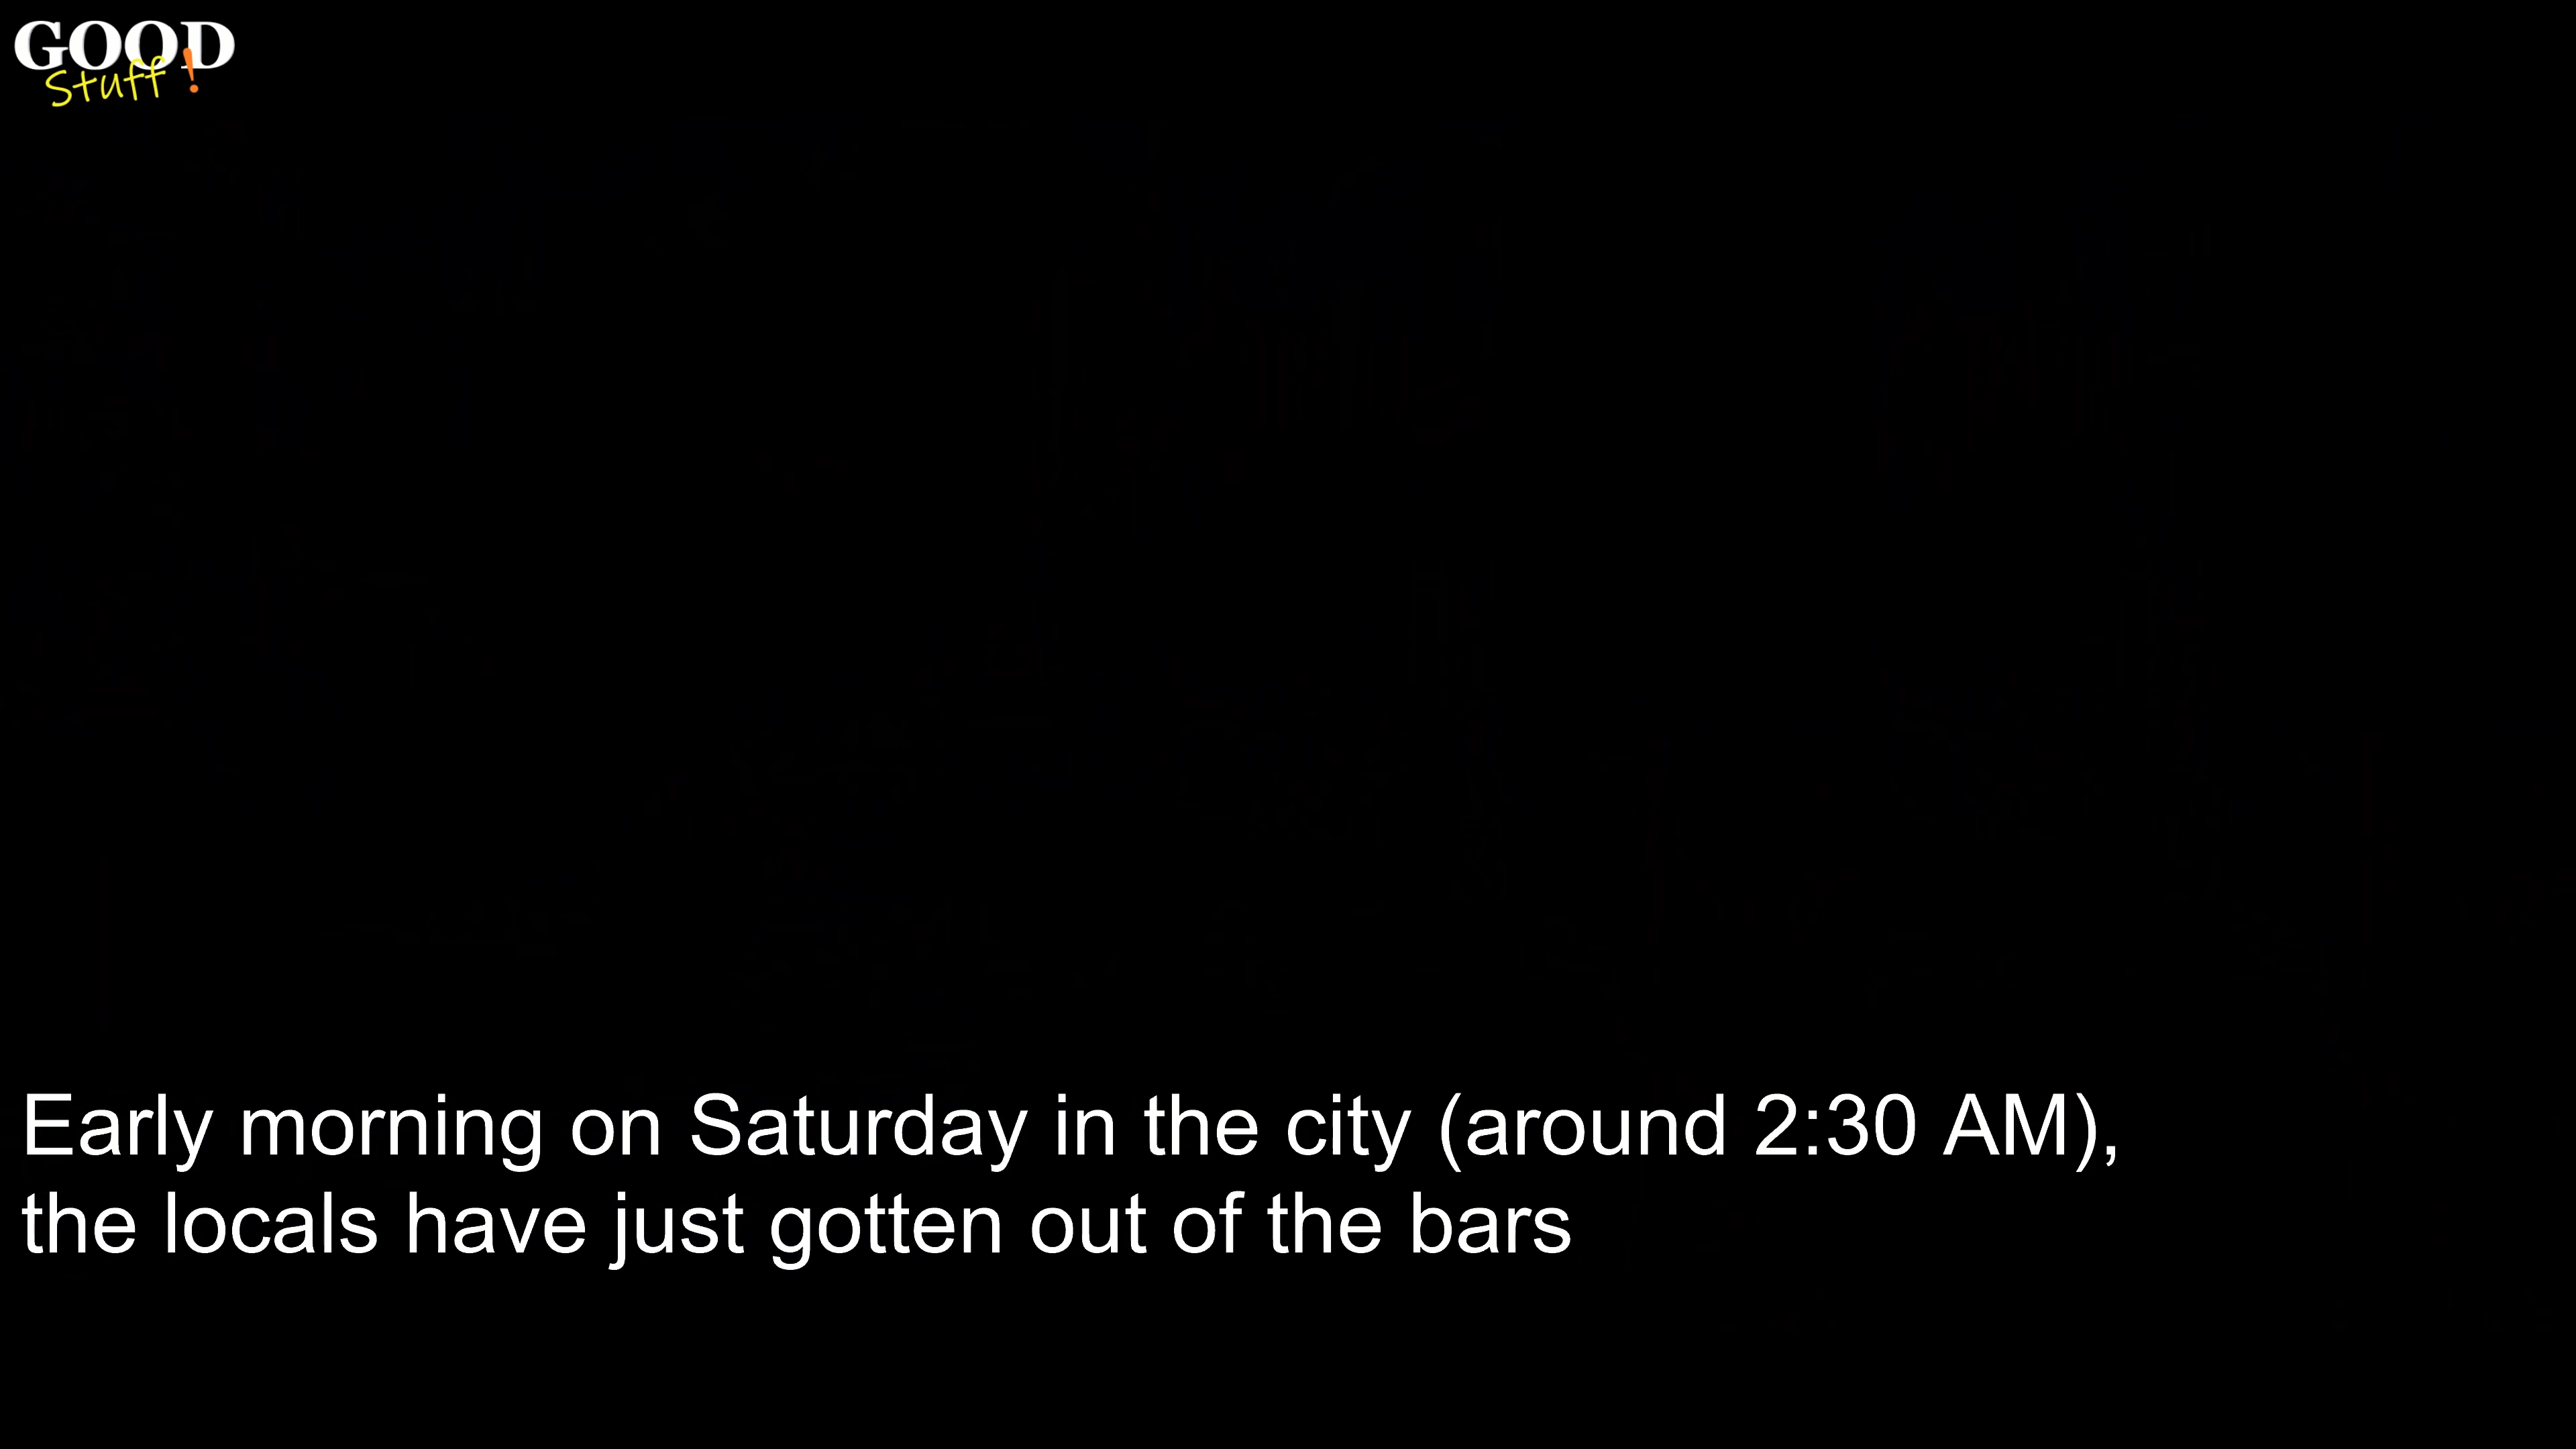 GOOD
Stuff!
Early morning on Saturday in the city (around 2:30 AM),
the locals have just gotten out of the bars